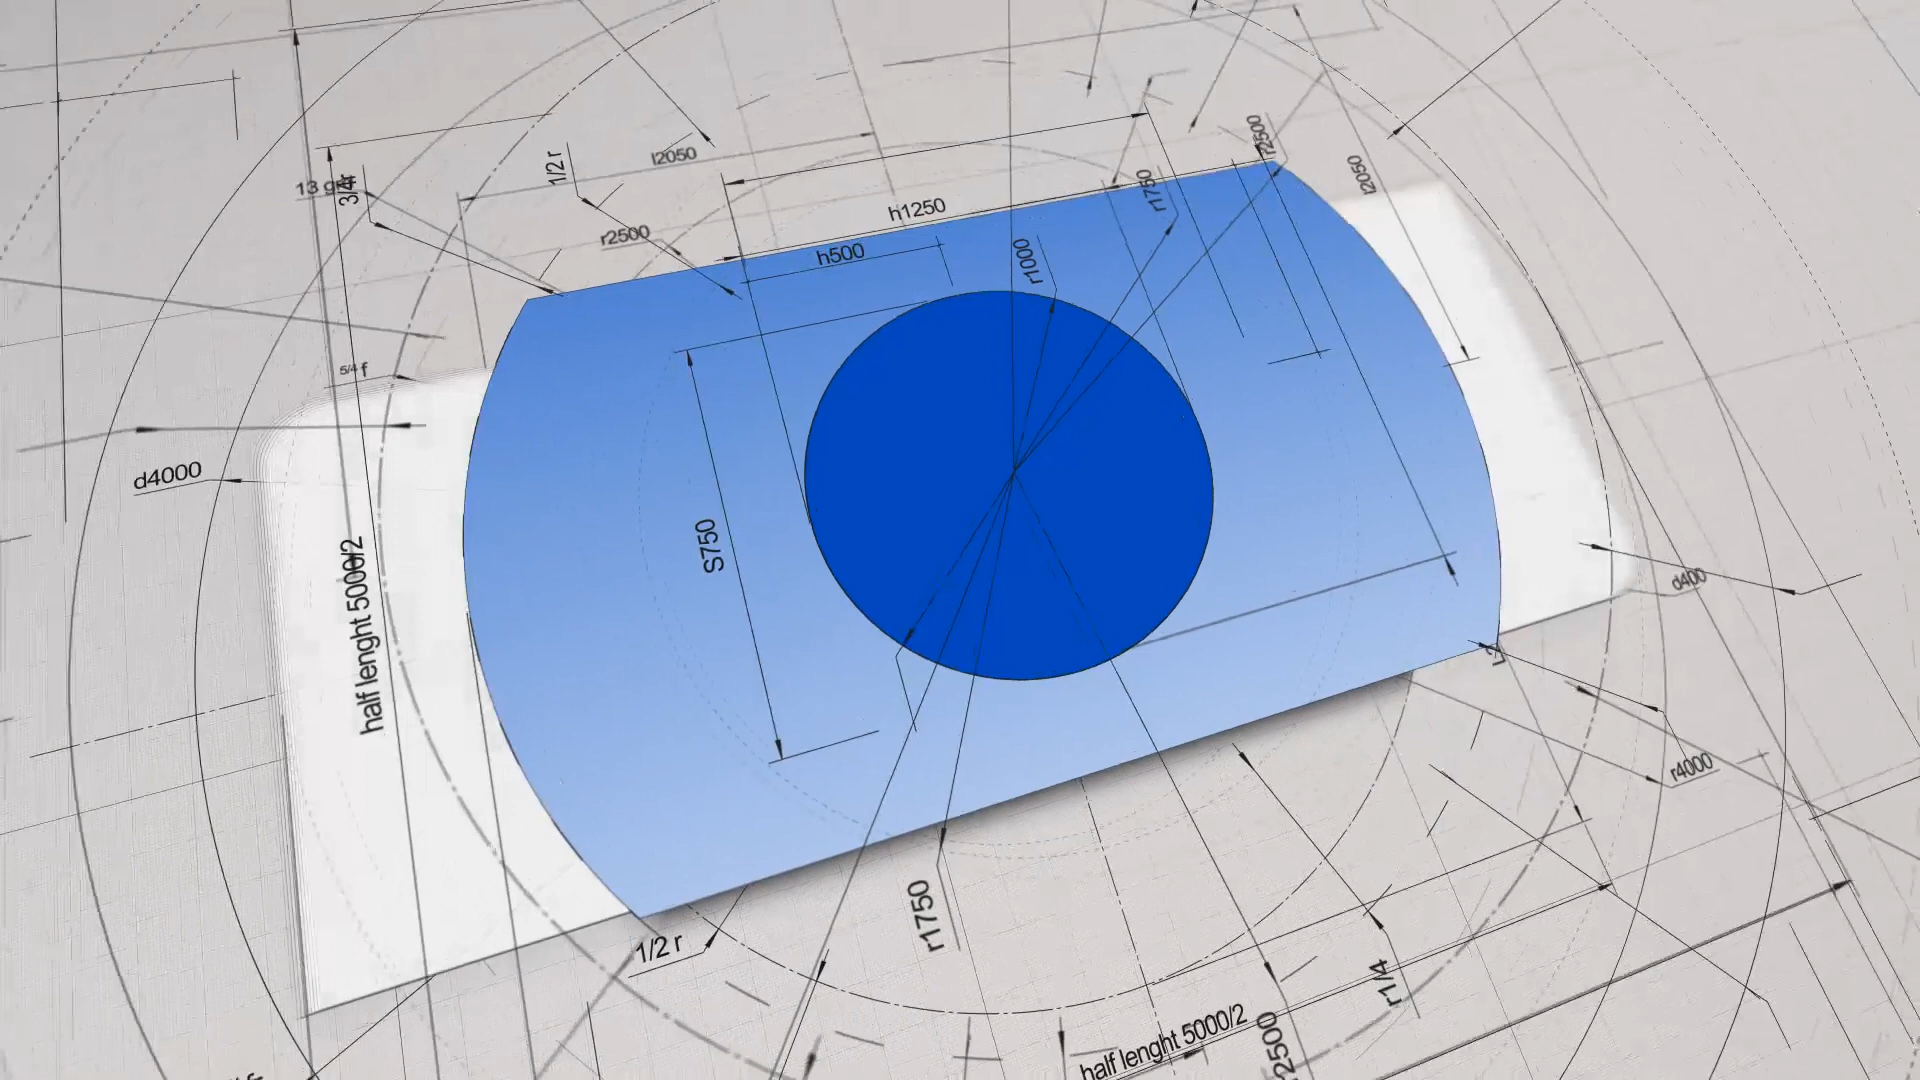 r2500
l2050
1/2 r
l2050
13 g
3/4r
r1750
h1250
r2500
h500
r1000
5/4 f
d4000
S750
half lenght 5000/2
d400
r4000
r1750
1/2 r
r1/4
half lenght 5000/2
2500